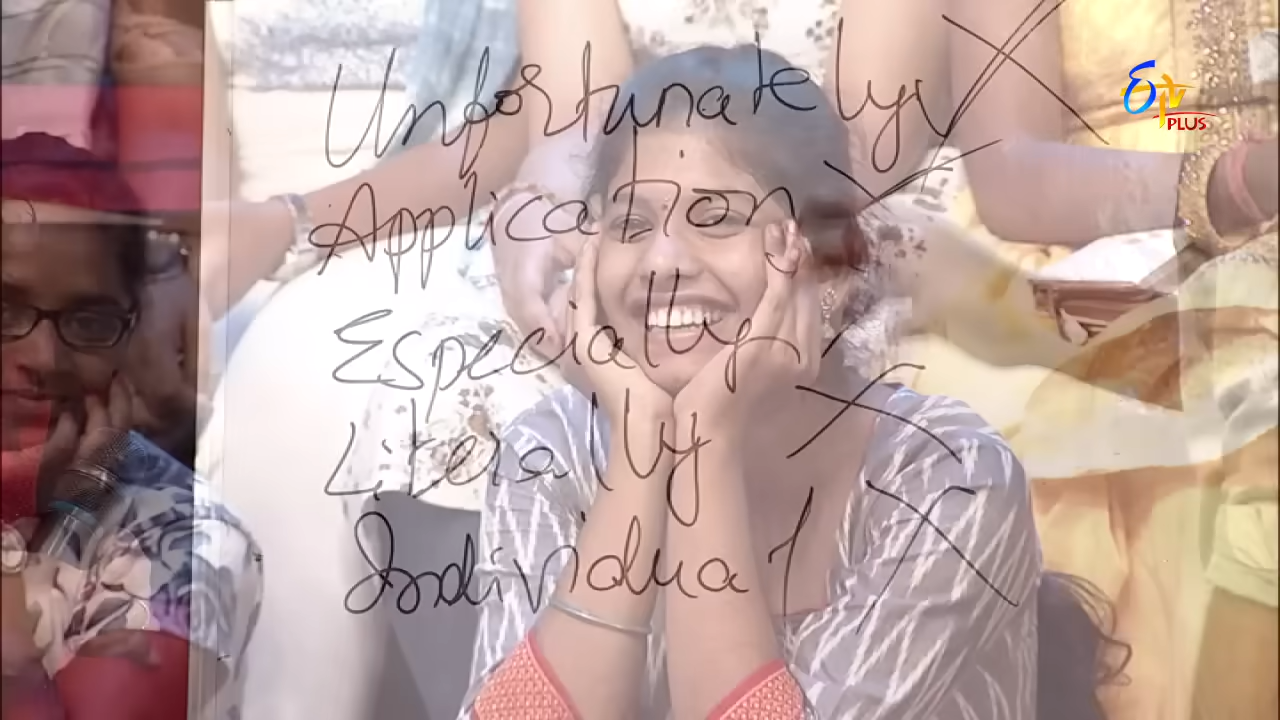 Unfortunately
Application
Especially
Literally
Individual
ETV
PLUS